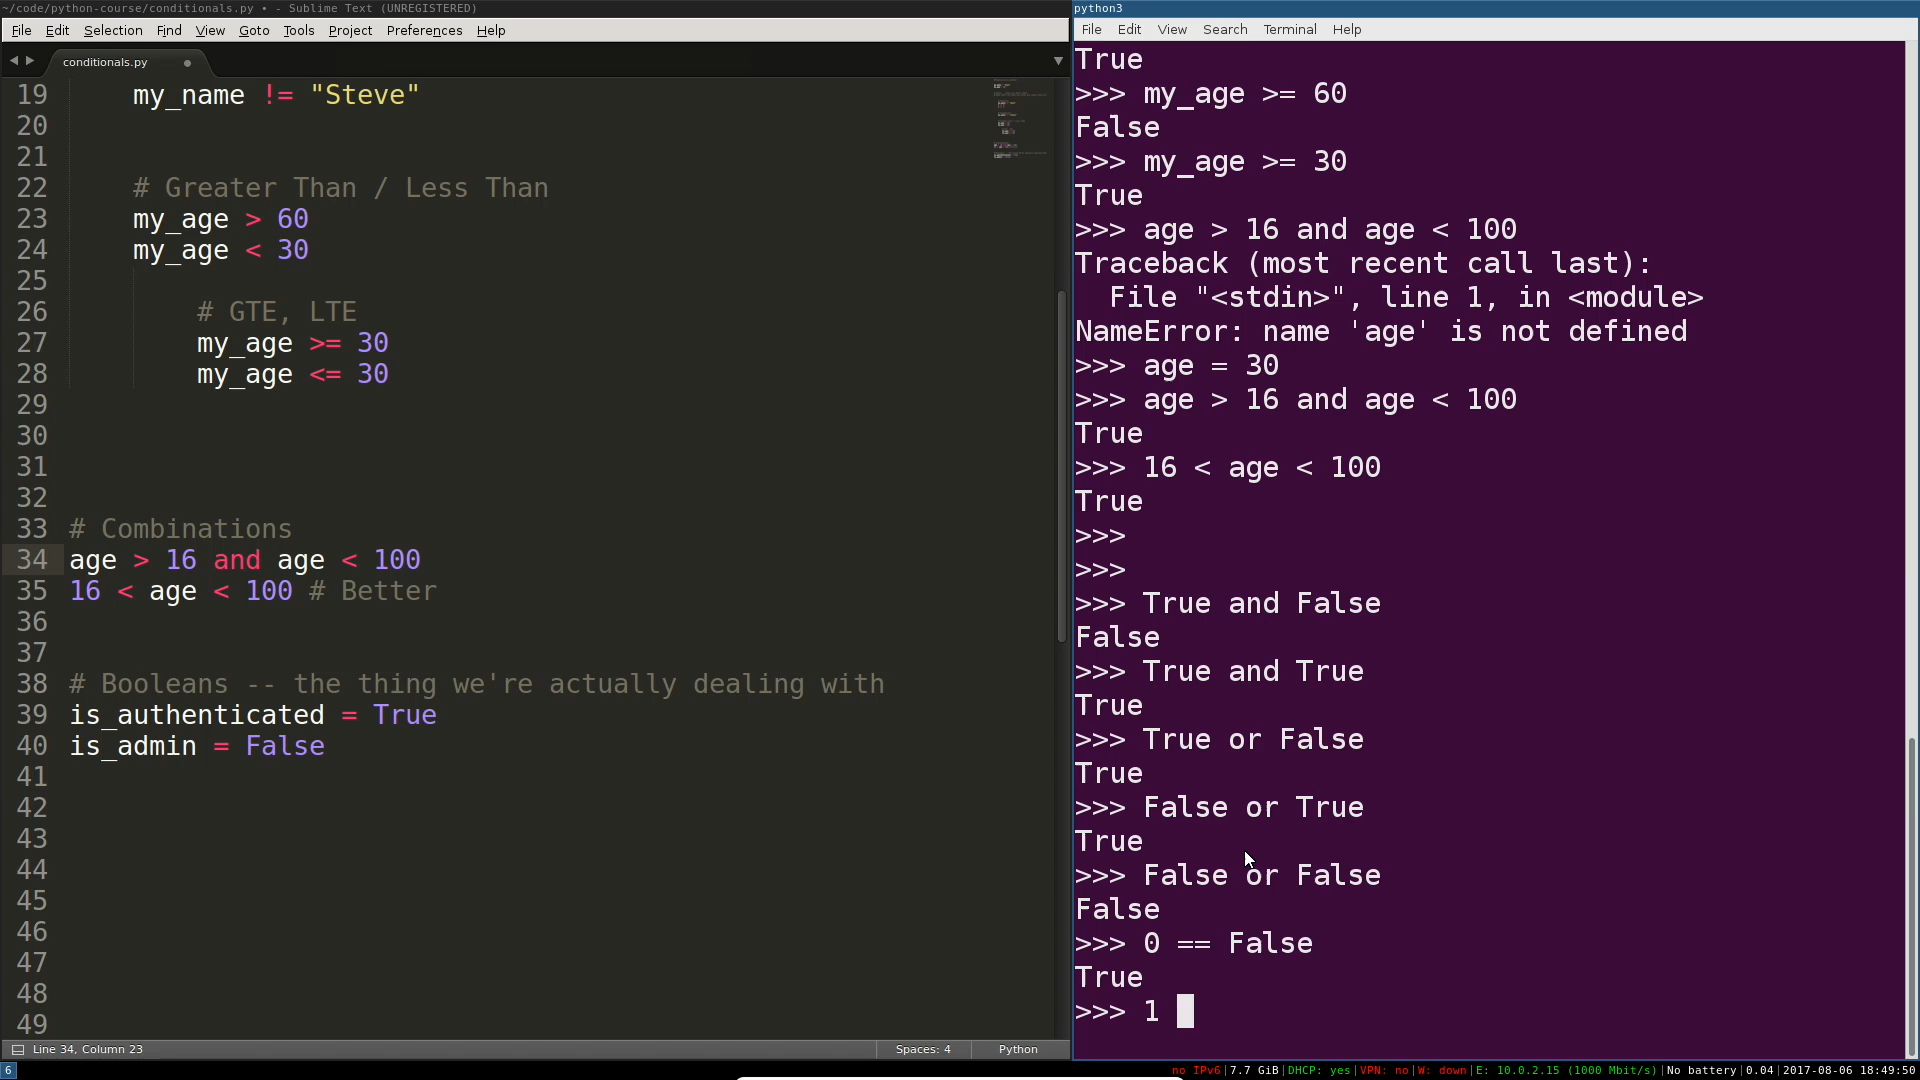 ~/code/python-course/conditionals.py • - Sublime Text (UNREGISTERED)
File Edit Selection Find View Goto Tools Project Preferences Help
conditionals.py
19 my_name != "Steve"
20
21
22 # Greater Than / Less Than
23 my_age > 60
24 my_age < 30
25
26 # GTE, LTE
27 my_age >= 30
28 my_age <= 30
29
30
31
32
33 # Combinations
34 age > 16 and age < 100
35 16 < age < 100 # Better
36
37
38 # Booleans -- the thing we're actually dealing with
39 is_authenticated = True
40 is_admin = False
41
42
43
44
45
46
47
48
49
Line 34, Column 23 Spaces: 4 Python
python3
File Edit View Search Terminal Help
True
>>> my_age >= 60
False
>>> my_age >= 30
True
>>> age > 16 and age < 100
Traceback (most recent call last):
  File "<stdin>", line 1, in <module>
NameError: name 'age' is not defined
>>> age = 30
>>> age > 16 and age < 100
True
>>> 16 < age < 100
True
>>>
>>>
>>> True and False
False
>>> True and True
True
>>> True or False
True
>>> False or True
True
>>> False or False
False
>>> 0 == False
True
>>> 1
6
no IPv6|7.7 GiB|DHCP: yes|VPN: no|W: down|E: 10.0.2.15 (1000 Mbit/s)|No battery|0.04|2017-08-06 18:49:50